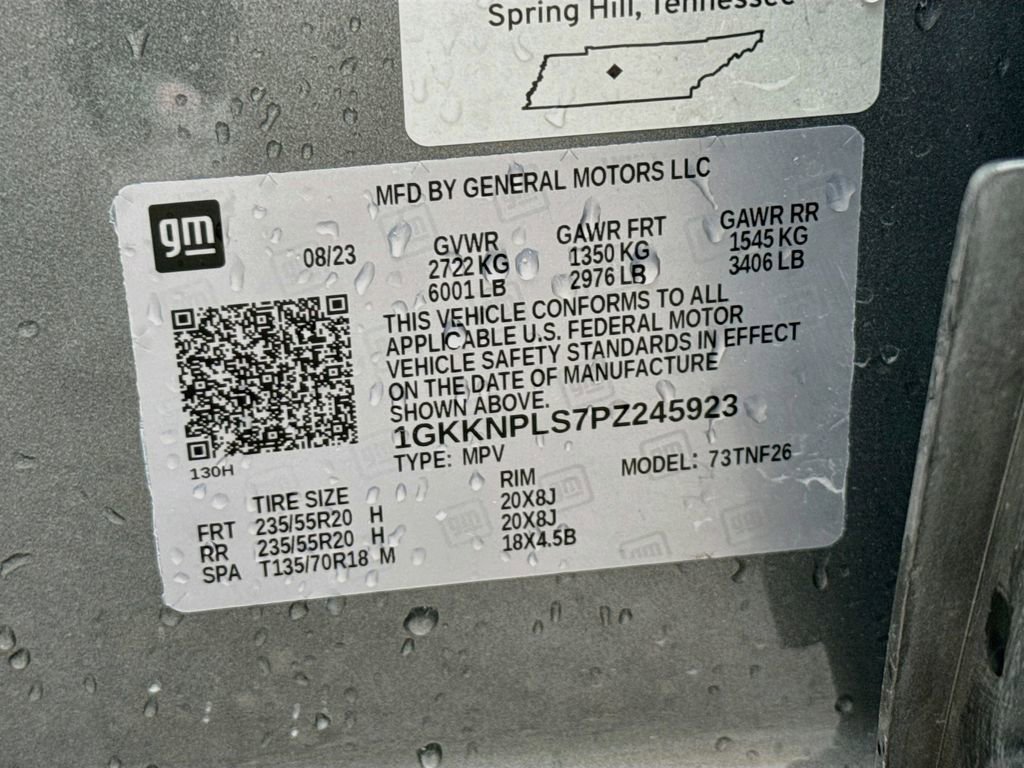 Spring Hill, Tennessee
MFD BY GENERAL MOTORS LLC
gm
08/23
GVWR GAWR FRT GAWR RR
2722 KG 1350 KG 1545 KG
6001 LB 2976 LB 3406 LB
THIS VEHICLE CONFORMS TO ALL
APPLICABLE U.S. FEDERAL MOTOR
VEHICLE SAFETY STANDARDS IN EFFECT
ON THE DATE OF MANUFACTURE
SHOWN ABOVE.
1GKKNPLS7PZ245923
130H
TYPE: MPV MODEL: 73TNF26
TIRE SIZE RIM
FRT 235/55R20 H 20X8J
RR 235/55R20 H 20X8J
SPA T135/70R18 M 18X4.5B